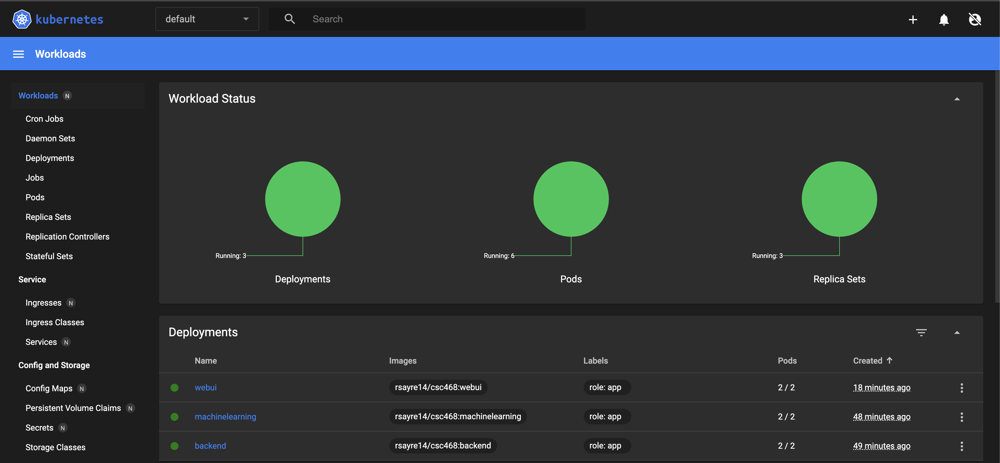 kubernetes
default
Search
Workloads
Workloads N
Cron Jobs
Daemon Sets
Deployments
Jobs
Pods
Replica Sets
Replication Controllers
Stateful Sets
Service
Ingresses N
Ingress Classes
Services N
Config and Storage
Config Maps N
Persistent Volume Claims N
Secrets N
Storage Classes
Workload Status
Running: 3
Deployments
Running: 6
Pods
Running: 3
Replica Sets
Deployments
Name Images Labels Pods Created
webui rsayre14/csc468:webui role: app 2 / 2 18 minutes ago
machinelearning rsayre14/csc468:machinelearning role: app 2 / 2 48 minutes ago
backend rsayre14/csc468:backend role: app 2 / 2 49 minutes ago